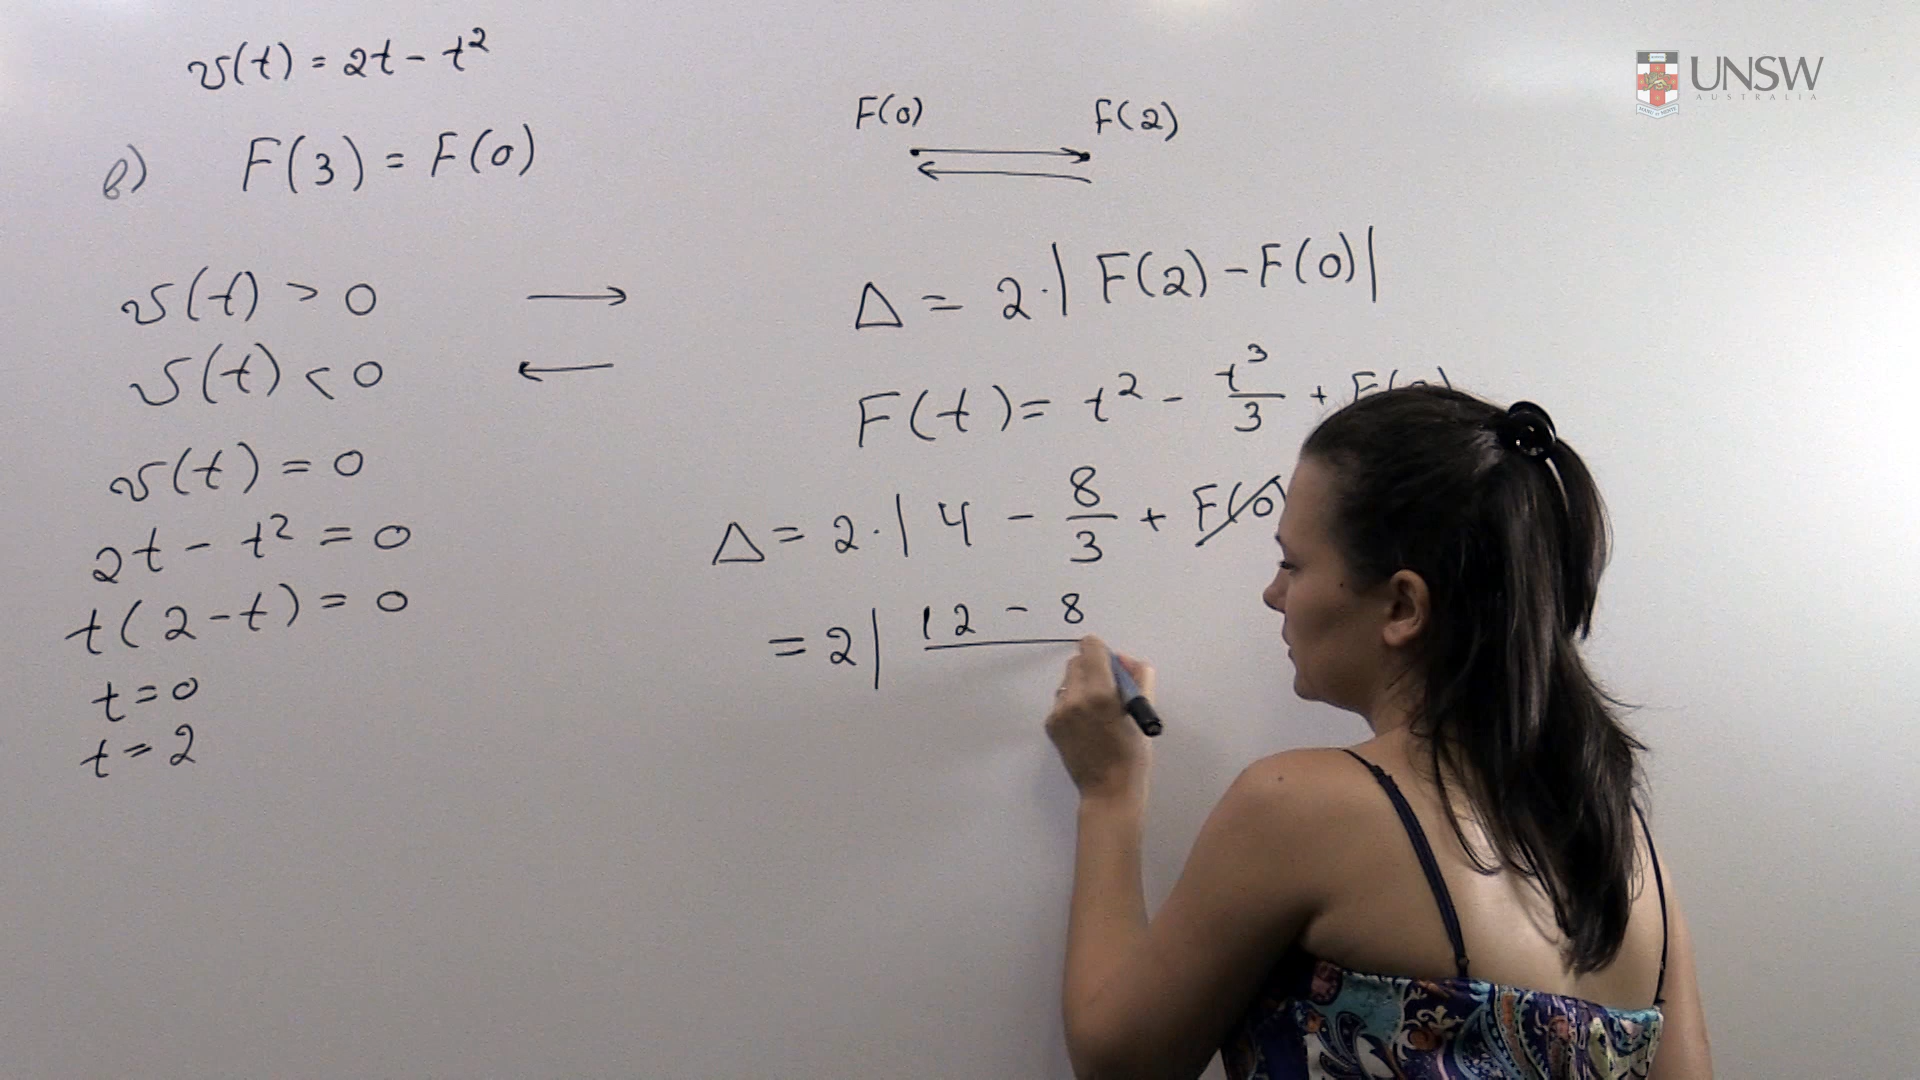 v(t) = 2t - t²
b) F(3) = F(0)
v(t) > 0 →
v(t) < 0 ←
v(t) = 0
2t - t² = 0
t(2-t) = 0
t = 0
t = 2
F(0) F(2)
Δ = 2·|F(2) - F(0)|
F(t) = t² - t³/3 +
Δ = 2·|4 - 8/3 + F(0)
= 2|12 - 8
UNSW
AUSTRALIA